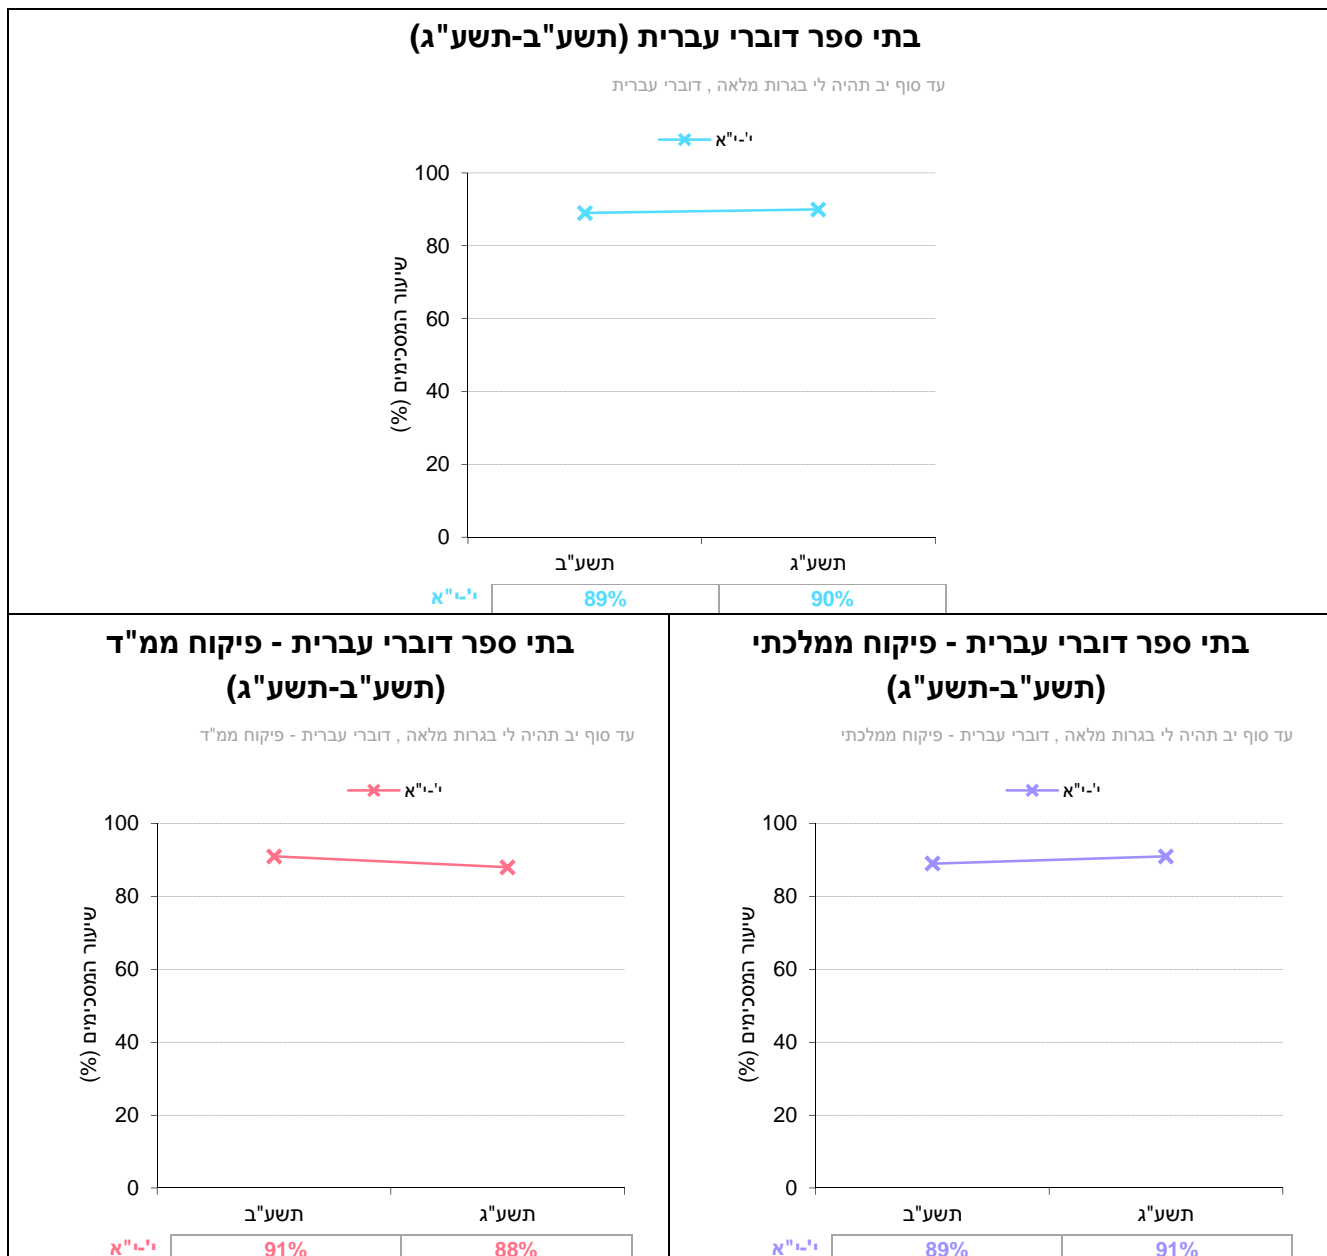 בתי ספר דוברי עברית (תשע"ב-תשע"ג)
עד סוף יב תהיה לי בגרות מלאה , דוברי עברית
י'-י"א
שיעור המסכימים (%)
100
80
60
40
20
0
תשע"ב
תשע"ג
י'-י"א
89%
90%
בתי ספר דוברי עברית - פיקוח ממלכתי
(תשע"ב-תשע"ג)
עד סוף יב תהיה לי בגרות מלאה , דוברי עברית - פיקוח ממלכתי
י'-י"א
שיעור המסכימים (%)
100
80
60
40
20
0
תשע"ב
תשע"ג
י'-י"א
89%
91%
בתי ספר דוברי עברית - פיקוח ממ"ד
(תשע"ב-תשע"ג)
עד סוף יב תהיה לי בגרות מלאה , דוברי עברית - פיקוח ממ"ד
י'-י"א
שיעור המסכימים (%)
100
80
60
40
20
0
תשע"ב
תשע"ג
י'-י"א
91%
88%